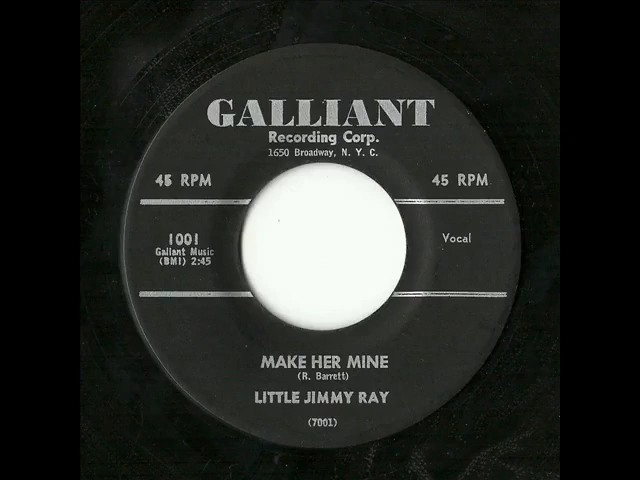 GALLIANT
Recording Corp.
1650 Broadway, N. Y. C.
45 RPM
45 RPM
1001
Gallant Music
(BMI) 2:45
Vocal
MAKE HER MINE
(R. Barrett)
LITTLE JIMMY RAY
(7001)